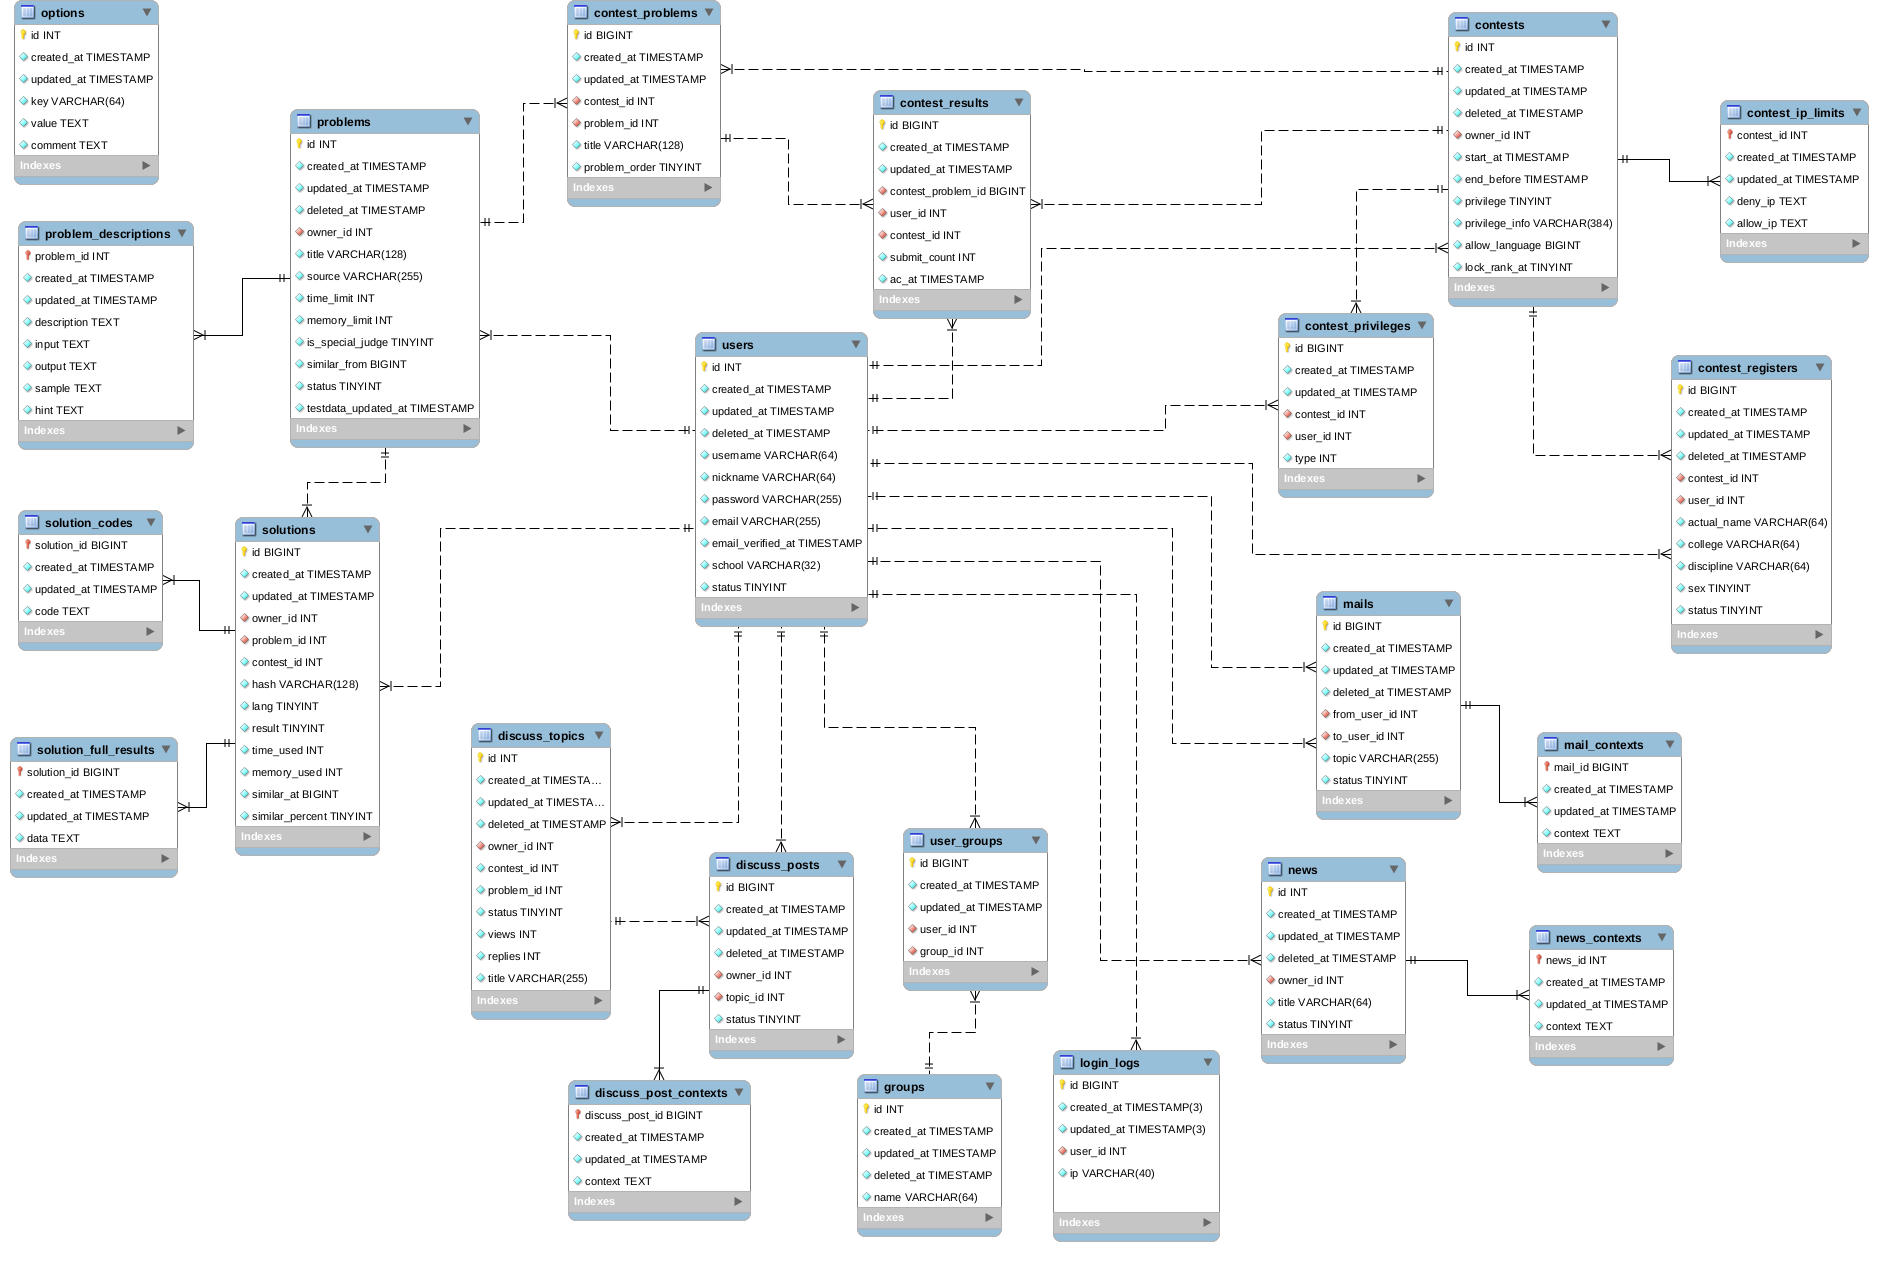 options
id INT
created_at TIMESTAMP
updated_at TIMESTAMP
key VARCHAR(64)
value TEXT
comment TEXT
Indexes
contest_problems
id BIGINT
created_at TIMESTAMP
updated_at TIMESTAMP
contest_id INT
problem_id INT
title VARCHAR(128)
problem_order TINYINT
Indexes
contests
id INT
created_at TIMESTAMP
updated_at TIMESTAMP
deleted_at TIMESTAMP
owner_id INT
start_at TIMESTAMP
end_before TIMESTAMP
privilege TINYINT
privilege_info VARCHAR(384)
allow_language BIGINT
lock_rank_at TINYINT
Indexes
contest_results
id BIGINT
created_at TIMESTAMP
updated_at TIMESTAMP
contest_problem_id BIGINT
user_id INT
contest_id INT
submit_count INT
ac_at TIMESTAMP
Indexes
contest_ip_limits
contest_id INT
created_at TIMESTAMP
updated_at TIMESTAMP
deny_ip TEXT
allow_ip TEXT
Indexes
problems
id INT
created_at TIMESTAMP
updated_at TIMESTAMP
deleted_at TIMESTAMP
owner_id INT
title VARCHAR(128)
source VARCHAR(255)
time_limit INT
memory_limit INT
is_special_judge TINYINT
similar_from BIGINT
status TINYINT
testdata_updated_at TIMESTAMP
Indexes
problem_descriptions
problem_id INT
created_at TIMESTAMP
updated_at TIMESTAMP
description TEXT
input TEXT
output TEXT
sample TEXT
hint TEXT
Indexes
contest_privileges
id BIGINT
created_at TIMESTAMP
updated_at TIMESTAMP
contest_id INT
user_id INT
type INT
Indexes
users
id INT
created_at TIMESTAMP
updated_at TIMESTAMP
deleted_at TIMESTAMP
username VARCHAR(64)
nickname VARCHAR(64)
password VARCHAR(255)
email VARCHAR(255)
email_verified_at TIMESTAMP
school VARCHAR(32)
status TINYINT
Indexes
contest_registers
id BIGINT
created_at TIMESTAMP
updated_at TIMESTAMP
deleted_at TIMESTAMP
contest_id INT
user_id INT
actual_name VARCHAR(64)
college VARCHAR(64)
discipline VARCHAR(64)
sex TINYINT
status TINYINT
Indexes
solution_codes
solution_id BIGINT
created_at TIMESTAMP
updated_at TIMESTAMP
code TEXT
Indexes
solutions
id BIGINT
created_at TIMESTAMP
updated_at TIMESTAMP
owner_id INT
problem_id INT
contest_id INT
hash VARCHAR(128)
lang TINYINT
result TINYINT
time_used INT
memory_used INT
similar_at BIGINT
similar_percent TINYINT
Indexes
mails
id BIGINT
created_at TIMESTAMP
updated_at TIMESTAMP
deleted_at TIMESTAMP
from_user_id INT
to_user_id INT
topic VARCHAR(255)
status TINYINT
Indexes
solution_full_results
solution_id BIGINT
created_at TIMESTAMP
updated_at TIMESTAMP
data TEXT
Indexes
discuss_topics
id INT
created_at TIMESTA...
updated_at TIMESTA...
deleted_at TIMESTAMP
owner_id INT
contest_id INT
problem_id INT
status TINYINT
views INT
replies INT
title VARCHAR(255)
Indexes
mail_contexts
mail_id BIGINT
created_at TIMESTAMP
updated_at TIMESTAMP
context TEXT
Indexes
user_groups
id BIGINT
created_at TIMESTAMP
updated_at TIMESTAMP
user_id INT
group_id INT
Indexes
discuss_posts
id BIGINT
created_at TIMESTAMP
updated_at TIMESTAMP
deleted_at TIMESTAMP
owner_id INT
topic_id INT
status TINYINT
Indexes
news
id INT
created_at TIMESTAMP
updated_at TIMESTAMP
deleted_at TIMESTAMP
owner_id INT
title VARCHAR(64)
status TINYINT
Indexes
news_contexts
news_id INT
created_at TIMESTAMP
updated_at TIMESTAMP
context TEXT
Indexes
discuss_post_contexts
discuss_post_id BIGINT
created_at TIMESTAMP
updated_at TIMESTAMP
context TEXT
Indexes
groups
id INT
created_at TIMESTAMP
updated_at TIMESTAMP
deleted_at TIMESTAMP
name VARCHAR(64)
Indexes
login_logs
id BIGINT
created_at TIMESTAMP(3)
updated_at TIMESTAMP(3)
user_id INT
ip VARCHAR(40)
Indexes